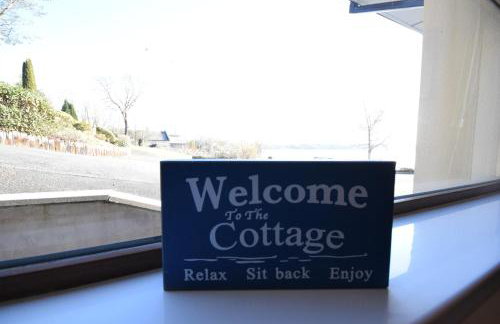 Welcome
To The
Cottage
Relax Sit back Enjoy